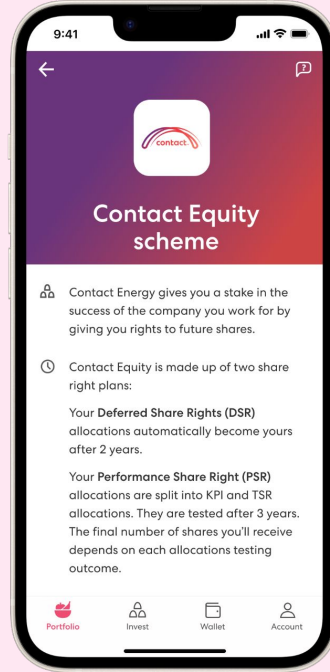 9:41
?
contact
Contact Equity
scheme
Contact Energy gives you a stake in the
success of the company you work for by
giving you rights to future shares.
Contact Equity is made up of two share
right plans:
Your Deferred Share Rights (DSR)
allocations automatically become yours
after 2 years.
Your Performance Share Right (PSR)
allocations are split into KPI and TSR
allocations. They are tested after 3 years.
The final number of shares you’ll receive
depends on each allocations testing
outcome.
Portfolio Invest Wallet Account